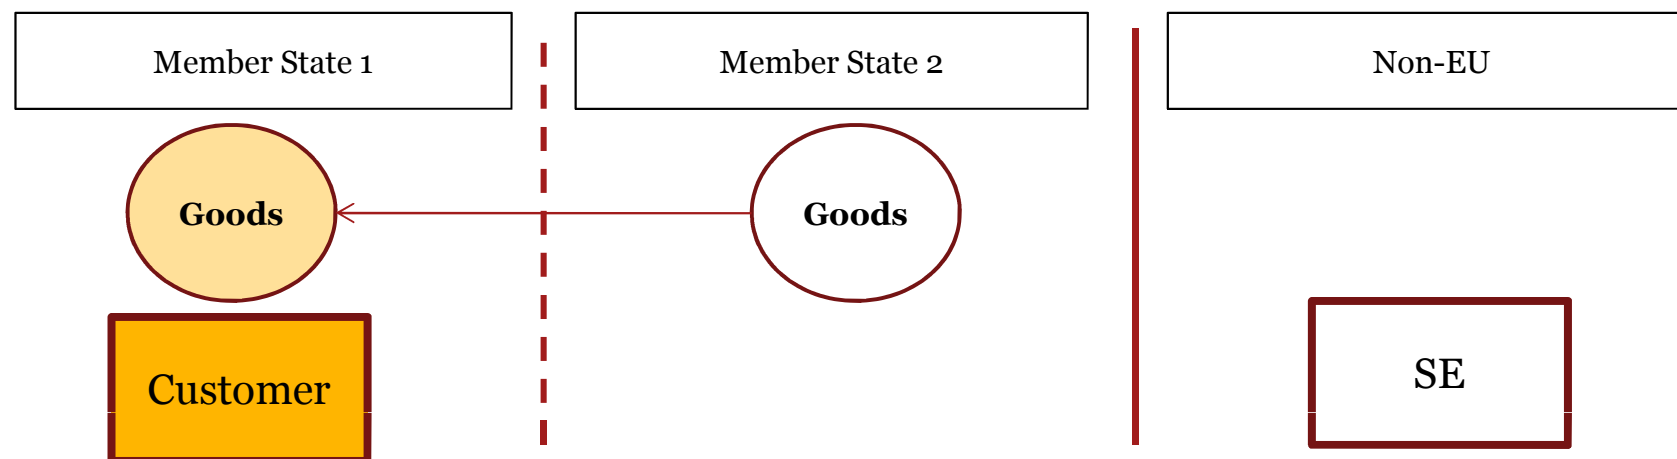 Member State 1
Member State 2
Non-EU
Goods
Goods
Customer
SE